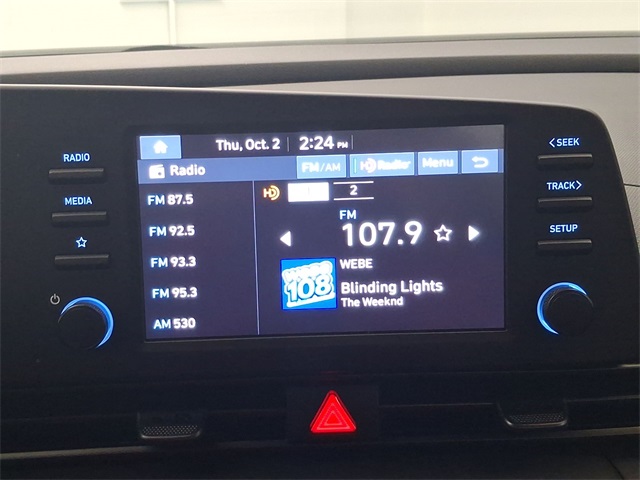 Thu, Oct. 2 2:24 PM
RADIO
MEDIA
Radio
FM/AM
HD Radio
Menu
FM 87.5
FM 92.5
FM 93.3
FM 95.3
AM 530
HD
2
FM
107.9
WEBE
108
Blinding Lights
The Weeknd
< SEEK
TRACK >
SETUP